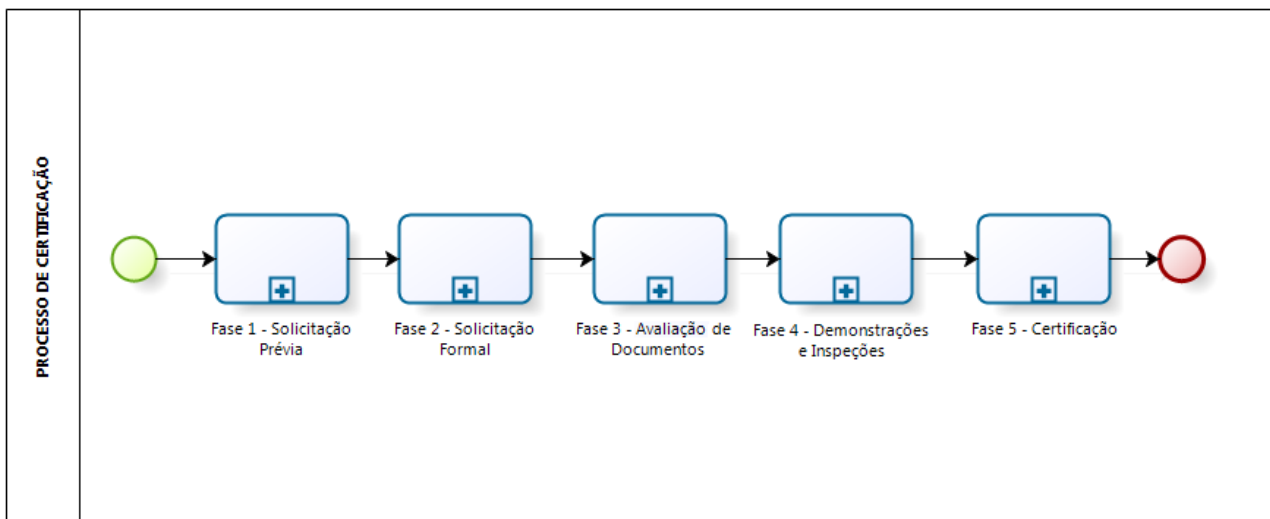 PROCESSO DE CERTIFICAÇÃO
Fase 1 - Solicitação
Prévia
Fase 2 - Solicitação
Formal
Fase 3 - Avaliação de
Documentos
Fase 4 - Demonstrações
e Inspeções
Fase 5 - Certificação